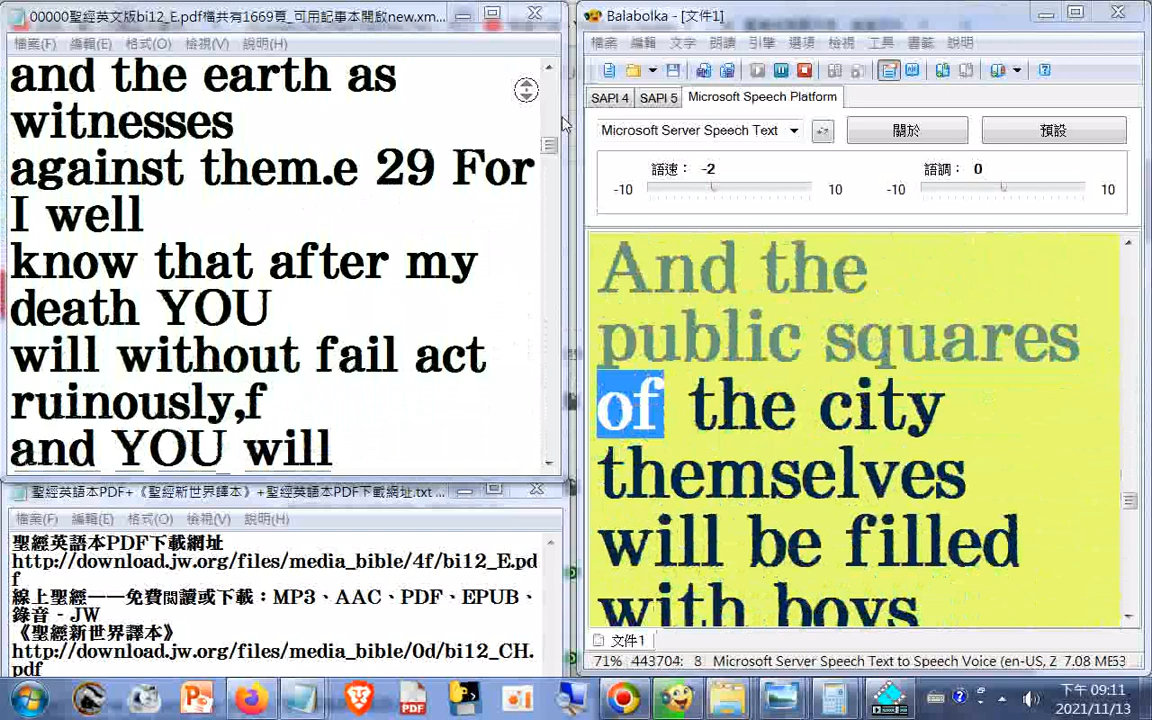 00000聖經英文版bi12_E.pdf檔共有1669頁_可用記事本開啟new.xm...
檔案(F) 編輯(E) 格式(O) 檢視(V) 說明(H)
and the earth as
witnesses
against them.e 29 For
I well
know that after my
death YOU
will without fail act
ruinously,f
and YOU will
聖經英語本PDF+《聖經新世界譯本》+聖經英語本PDF下載網址.txt ...
檔案(F) 編輯(E) 格式(O) 檢視(V) 說明(H)
聖經英語本PDF下載網址
http://download.jw.org/files/media_bible/4f/bi12_E.pd
f
線上聖經——免費閱讀或下載：MP3、AAC、PDF、EPUB、
錄音 - JW
《聖經新世界譯本》
http://download.jw.org/files/media_bible/0d/bi12_CH.
pdf
Balabolka - [文件1]
檔案 編輯 文字 朗讀 引擎 選項 檢視 工具 書籤 說明
SAPI 4 SAPI 5 Microsoft Speech Platform
Microsoft Server Speech Text 關於 預設
語速： -2 語調： 0
-10 10 -10 10
And the
public squares
of the city
themselves
will be filled
with boys
文件1
71% 443704: 8 Microsoft Server Speech Text to Speech Voice (en-US, Z 7.08 ME53
PDF
下午 09:11
2021/11/13